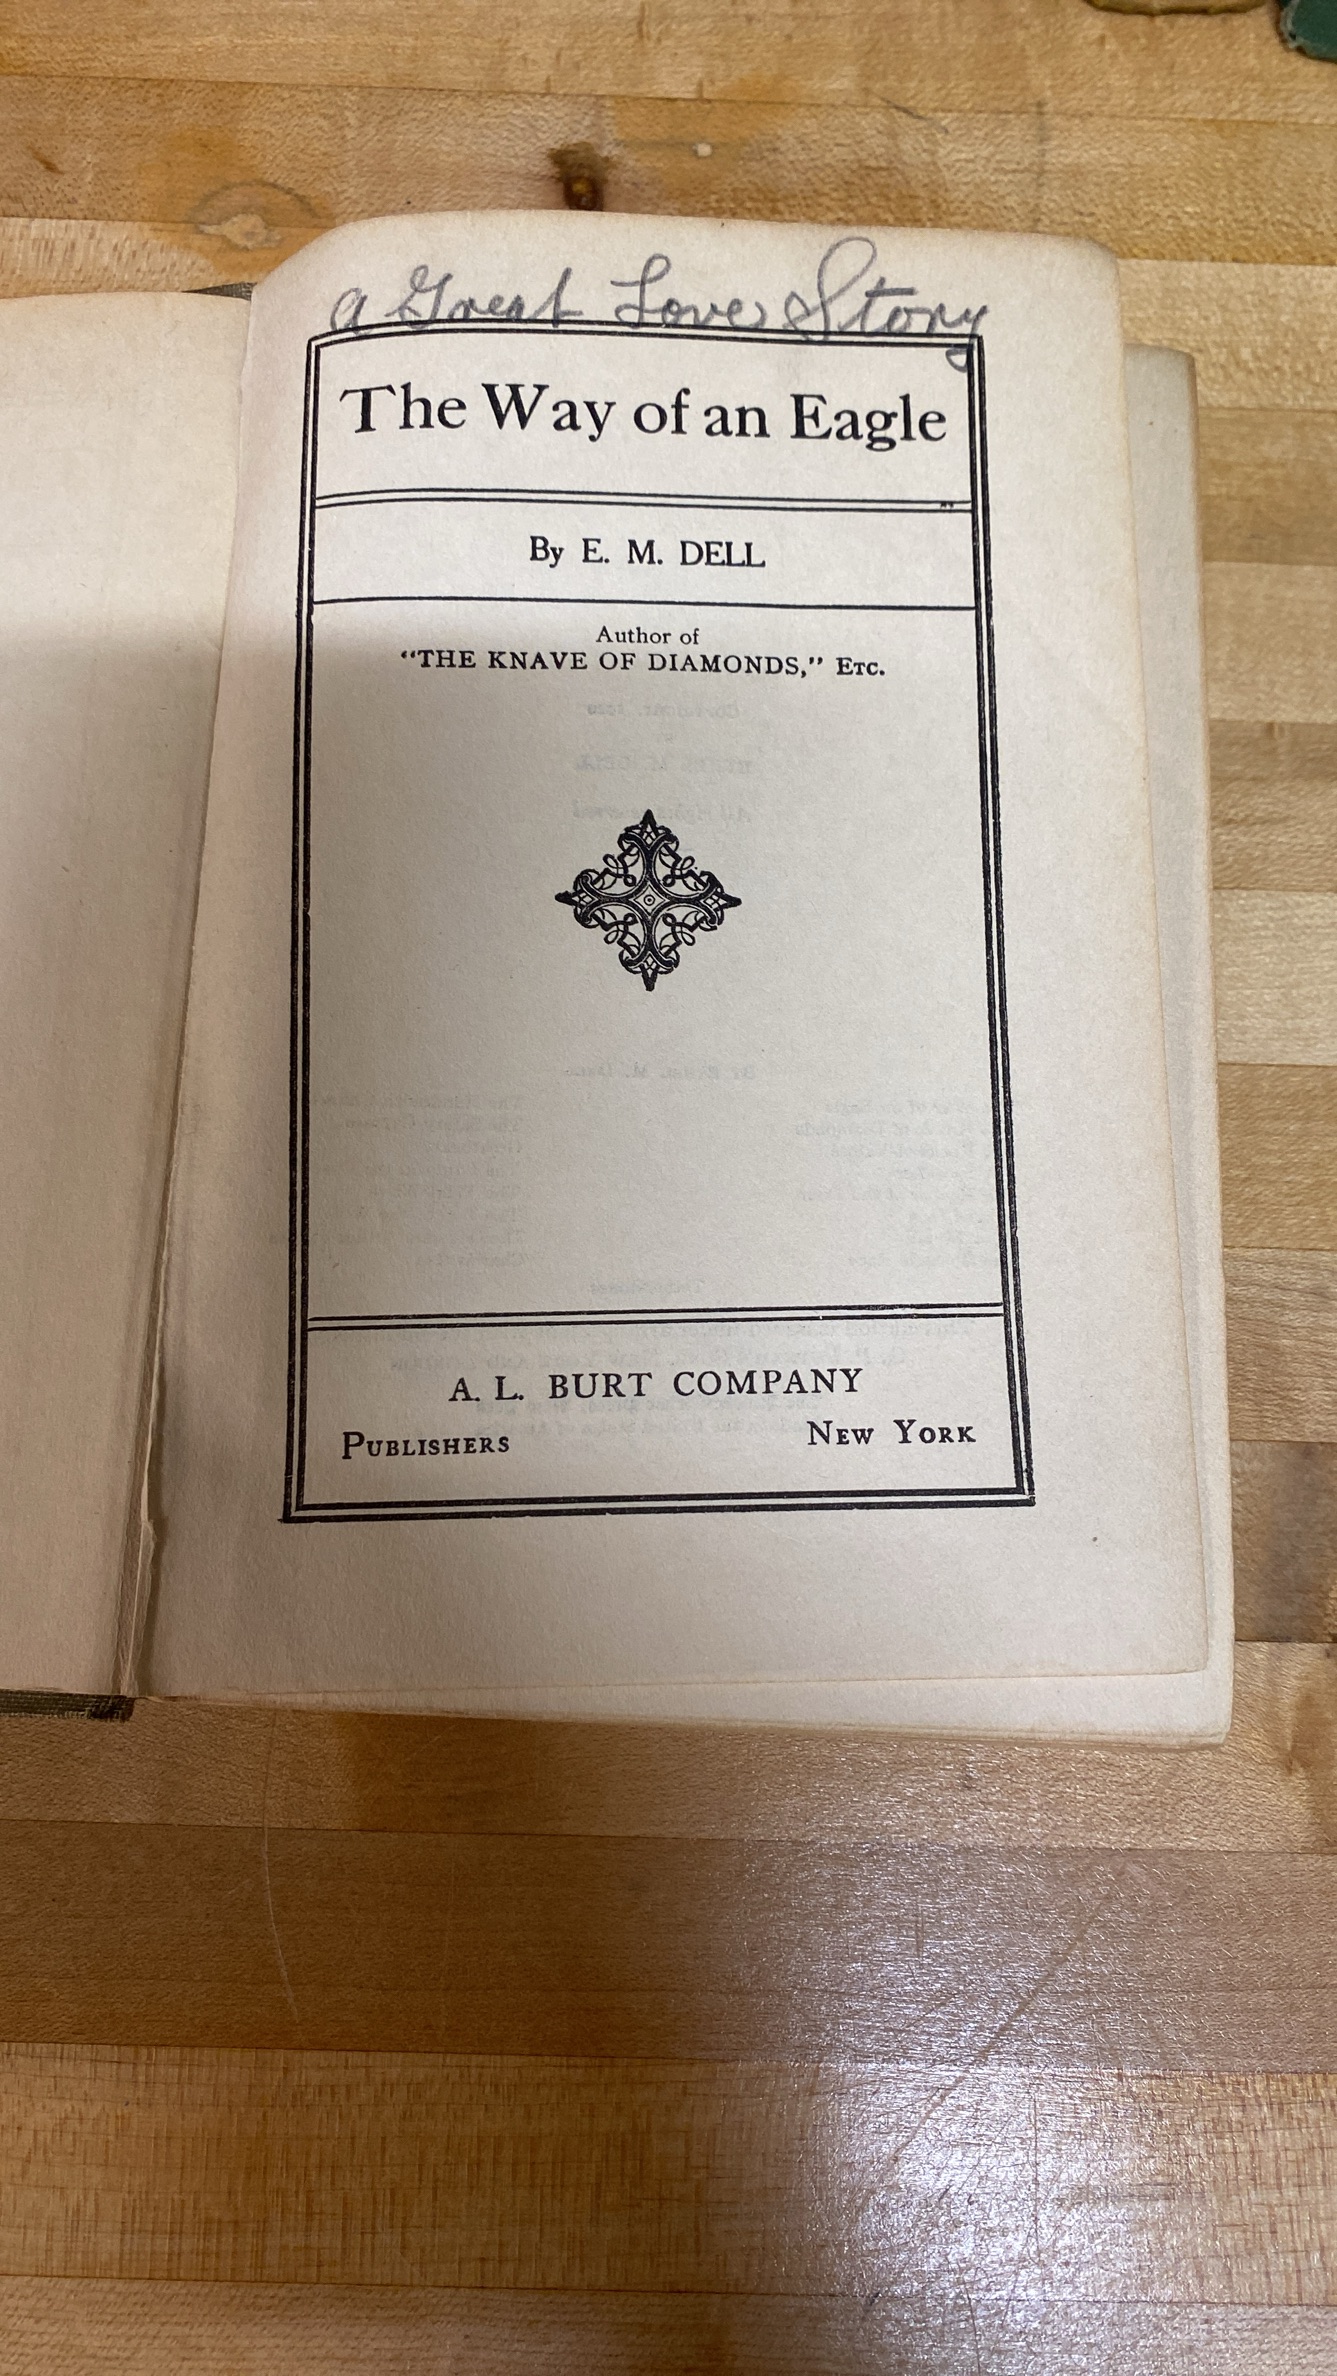 a Great Love Story
The Way of an Eagle
By E. M. DELL
Author of
"THE KNAVE OF DIAMONDS," Etc.
A. L. BURT COMPANY
PUBLISHERS NEW YORK